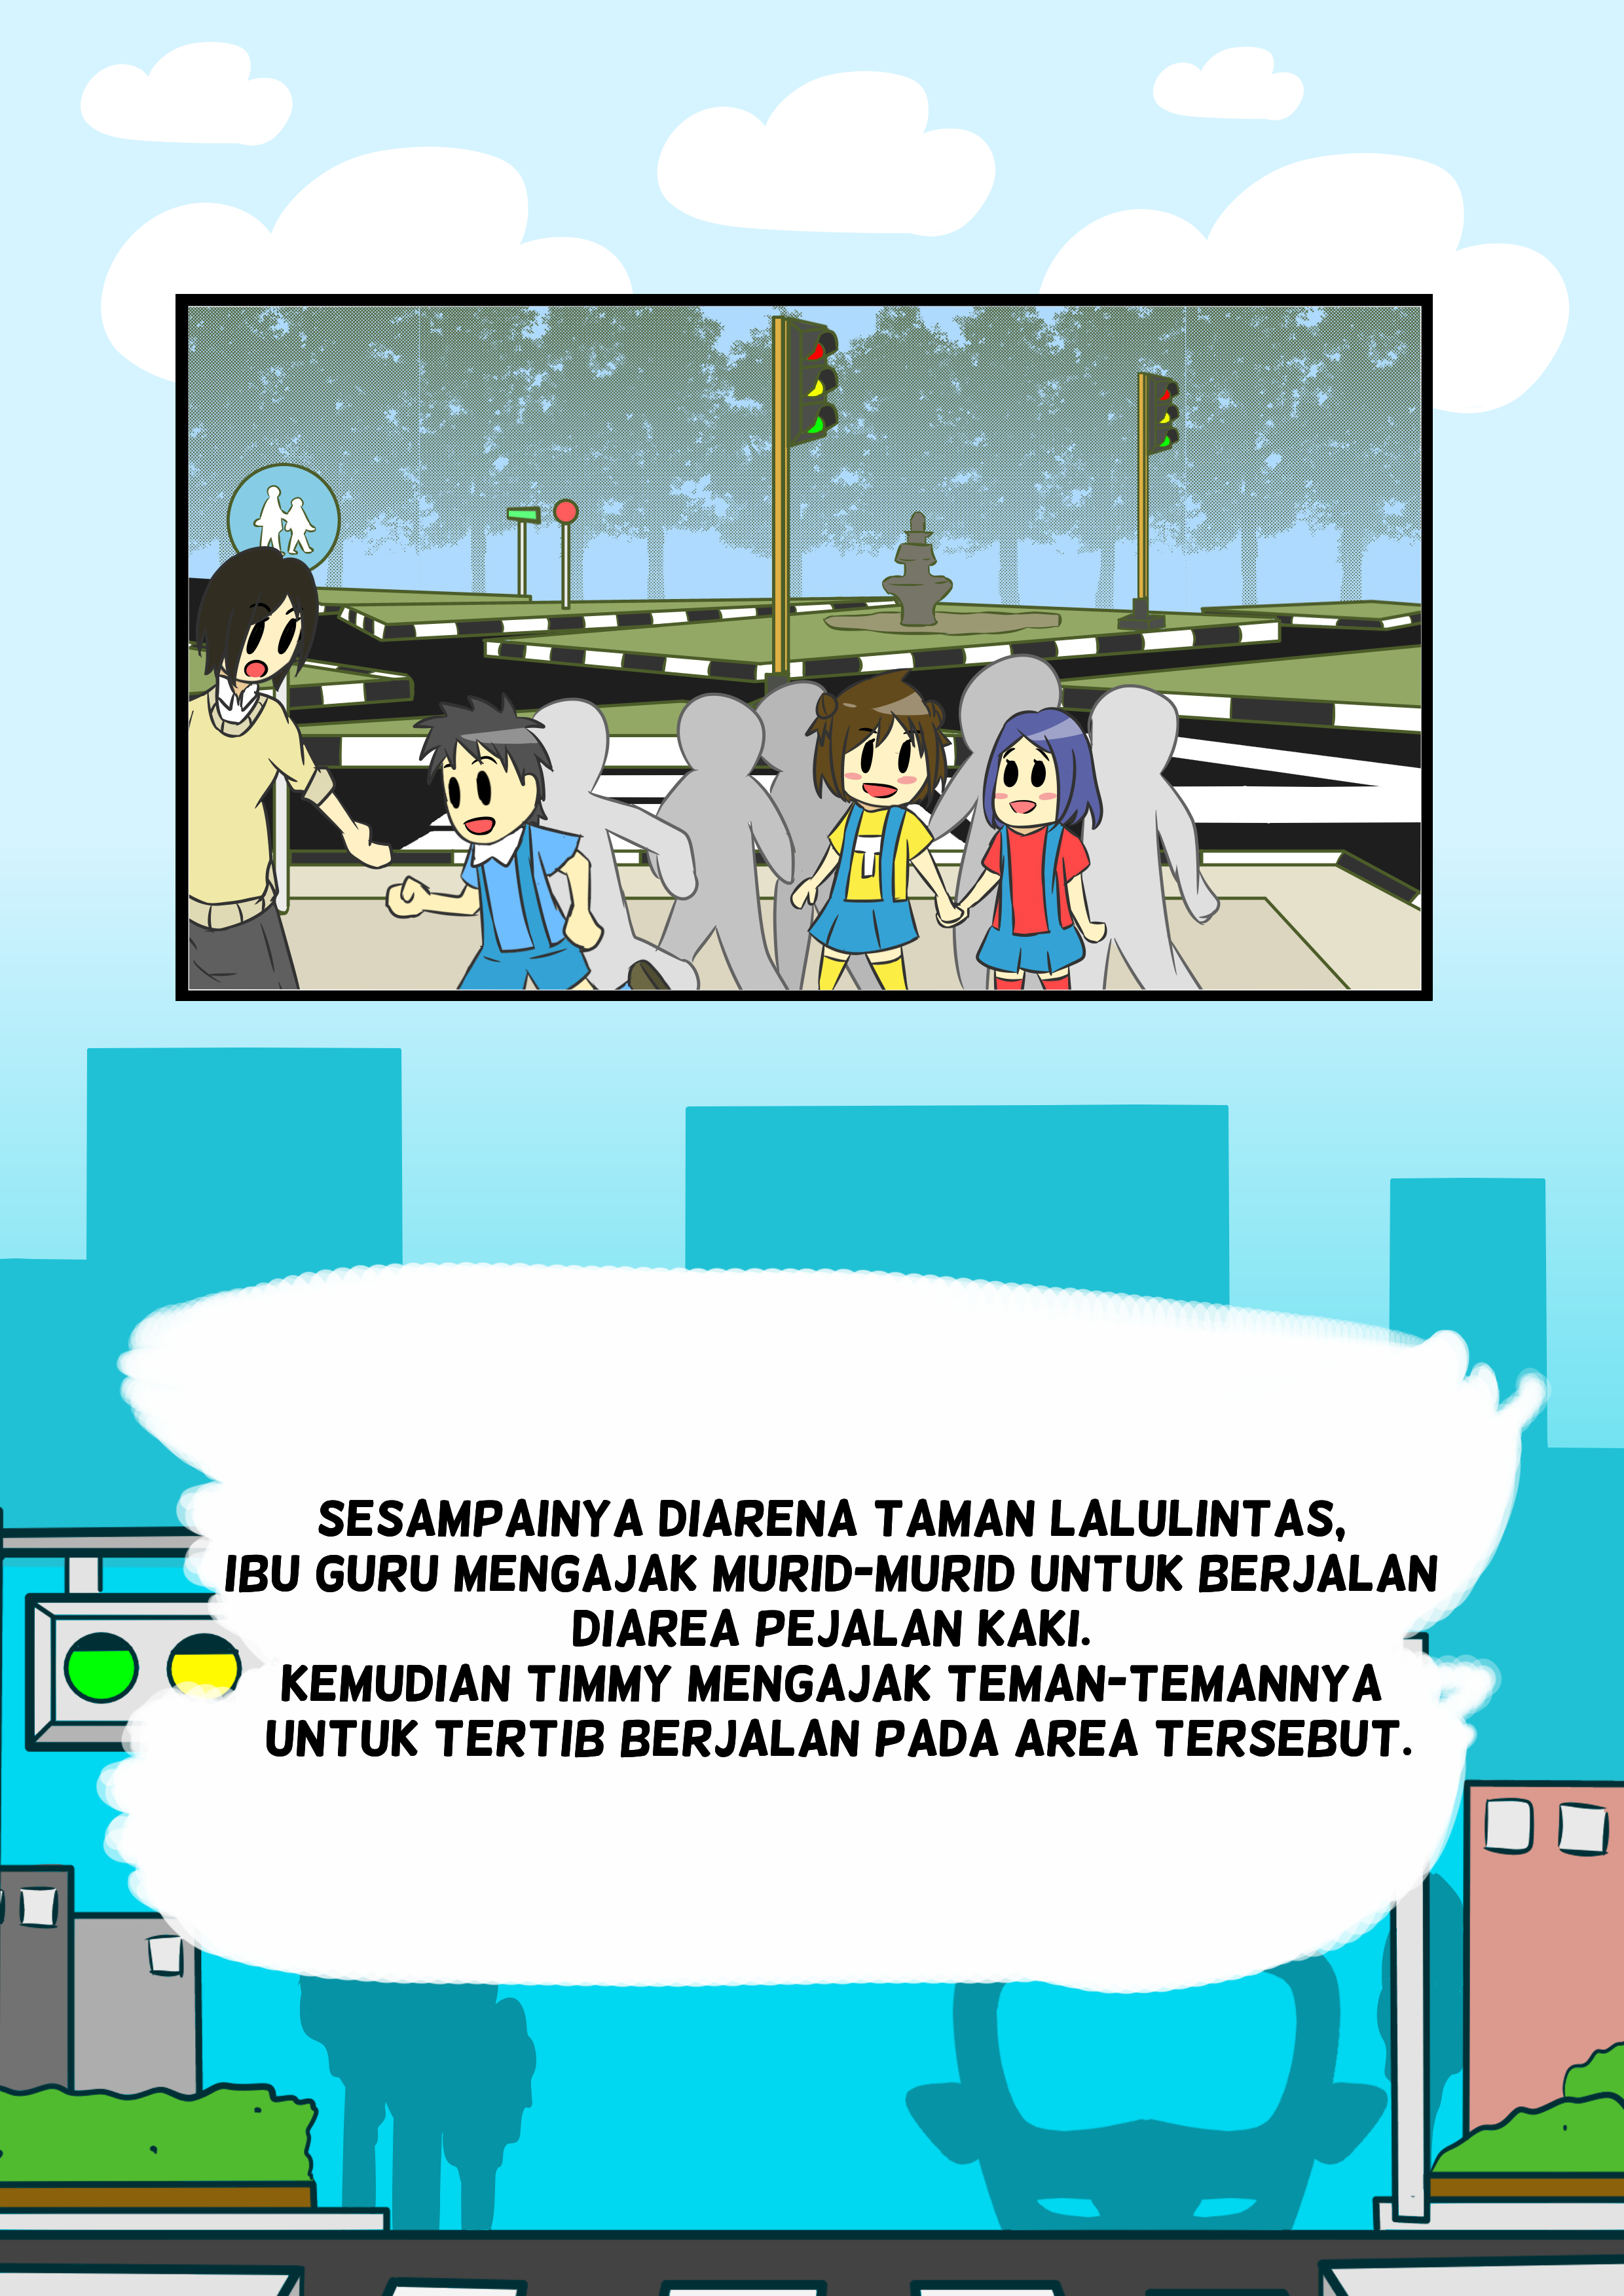 SESAMPAINYA DIARENA TAMAN LALULINTAS,
IBU GURU MENGAJAK MURID-MURID UNTUK BERJALAN
DIAREA PEJALAN KAKI.
KEMUDIAN TIMMY MENGAJAK TEMAN-TEMANNYA
UNTUK TERTIB BERJALAN PADA AREA TERSEBUT.